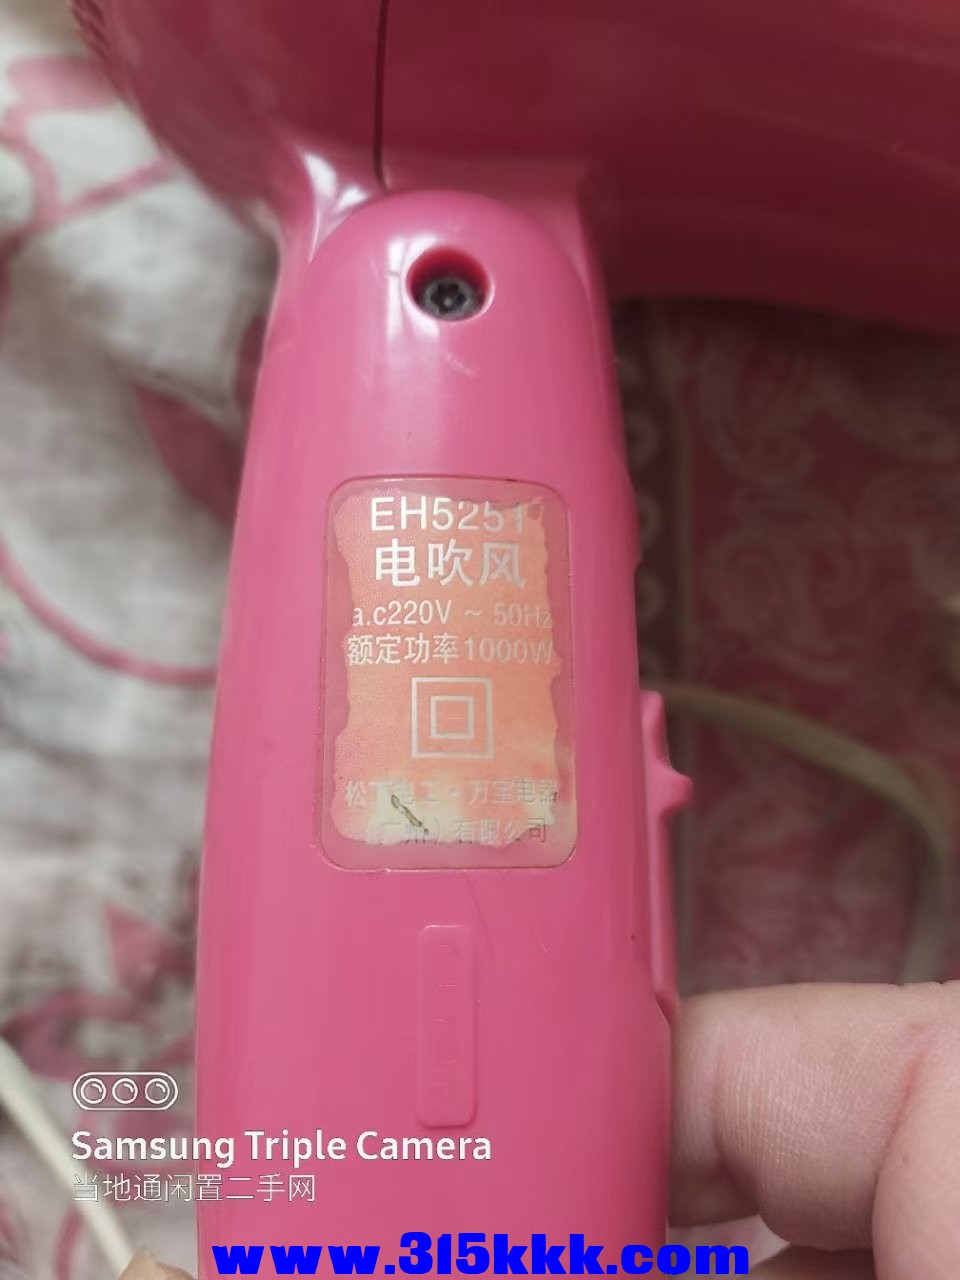 EH5251
电吹风
a.c220V ~ 50Hz
额定功率1000W
松下电工·万宝电器
（广州）有限公司
Samsung Triple Camera
当地通闲置二手网
www.315kkk.com